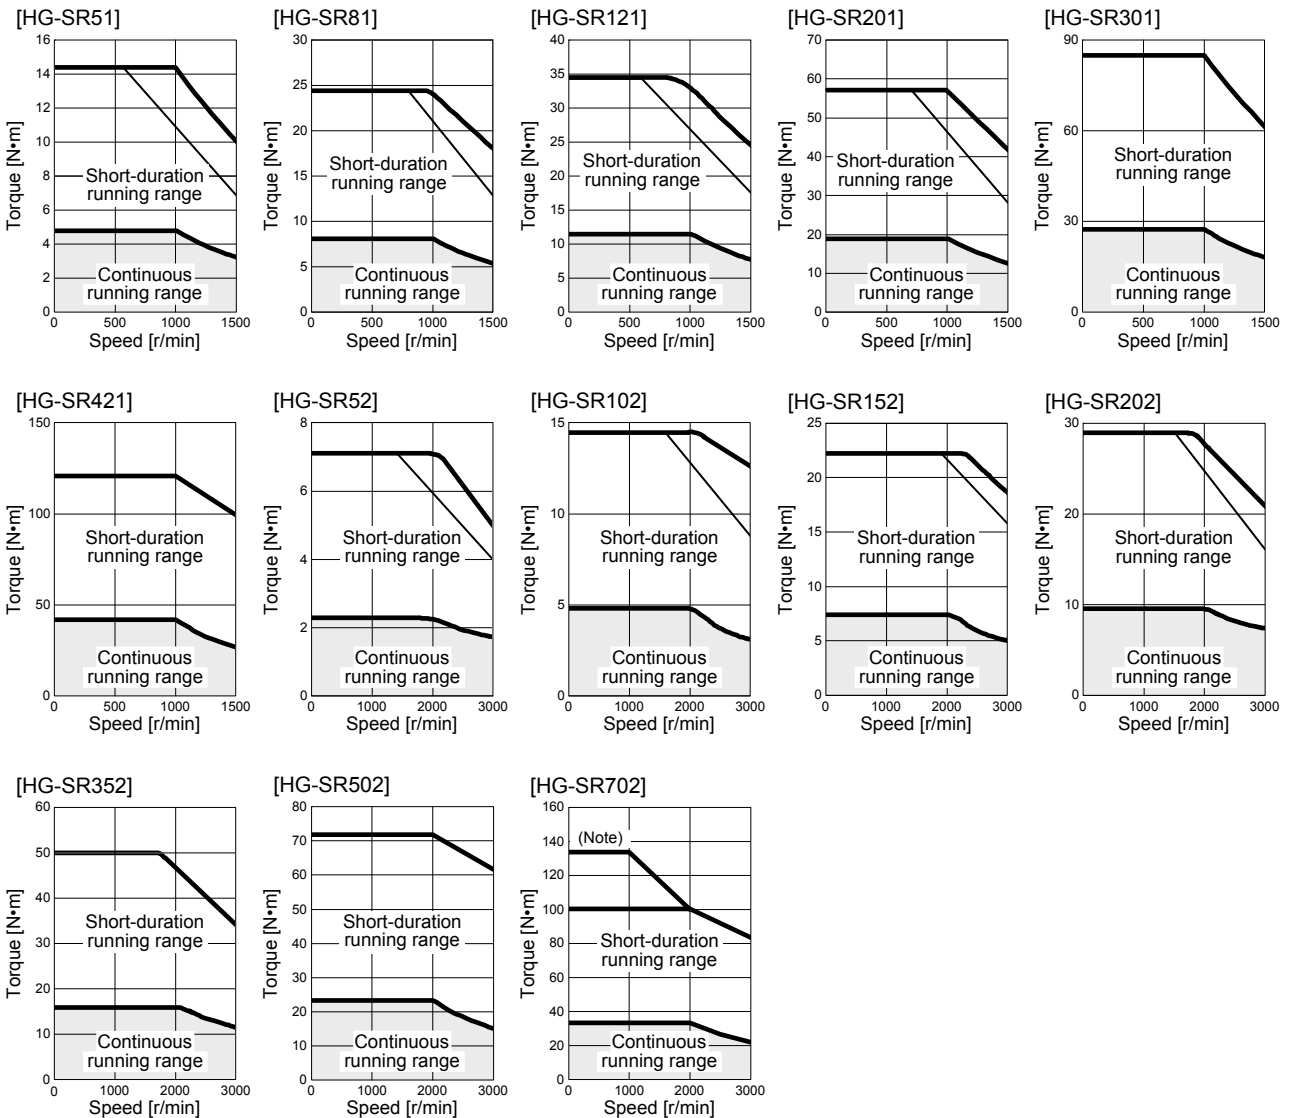 [HG-SR51]
16
14
12
10
8
6
4
2
0
Torque [N•m]
Short-duration
running range
Continuous
running range
0 500 1000 1500
Speed [r/min]
[HG-SR81]
30
25
20
15
10
5
0
Torque [N•m]
Short-duration
running range
Continuous
running range
0 500 1000 1500
Speed [r/min]
[HG-SR121]
40
35
30
25
20
15
10
5
0
Torque [N•m]
Short-duration
running range
Continuous
running range
0 500 1000 1500
Speed [r/min]
[HG-SR201]
70
60
50
40
30
20
10
0
Torque [N•m]
Short-duration
running range
Continuous
running range
0 500 1000 1500
Speed [r/min]
[HG-SR301]
90
60
30
0
Torque [N•m]
Short-duration
running range
Continuous
running range
0 500 1000 1500
Speed [r/min]
[HG-SR421]
150
100
50
0
Torque [N•m]
Short-duration
running range
Continuous
running range
0 500 1000 1500
Speed [r/min]
[HG-SR52]
8
6
4
2
0
Torque [N•m]
Short-duration
running range
Continuous
running range
0 1000 2000 3000
Speed [r/min]
[HG-SR102]
15
10
5
0
Torque [N•m]
Short-duration
running range
Continuous
running range
0 1000 2000 3000
Speed [r/min]
[HG-SR152]
25
20
15
10
5
0
Torque [N•m]
Short-duration
running range
Continuous
running range
0 1000 2000 3000
Speed [r/min]
[HG-SR202]
30
20
10
0
Torque [N•m]
Short-duration
running range
Continuous
running range
0 1000 2000 3000
Speed [r/min]
[HG-SR352]
60
50
40
30
20
10
0
Torque [N•m]
Short-duration
running range
Continuous
running range
0 1000 2000 3000
Speed [r/min]
[HG-SR502]
80
70
60
50
40
30
20
10
0
Torque [N•m]
Short-duration
running range
Continuous
running range
0 1000 2000 3000
Speed [r/min]
[HG-SR702]
160
140
120
100
80
60
40
20
0
Torque [N•m]
(Note)
Short-duration
running range
Continuous
running range
0 1000 2000 3000
Speed [r/min]